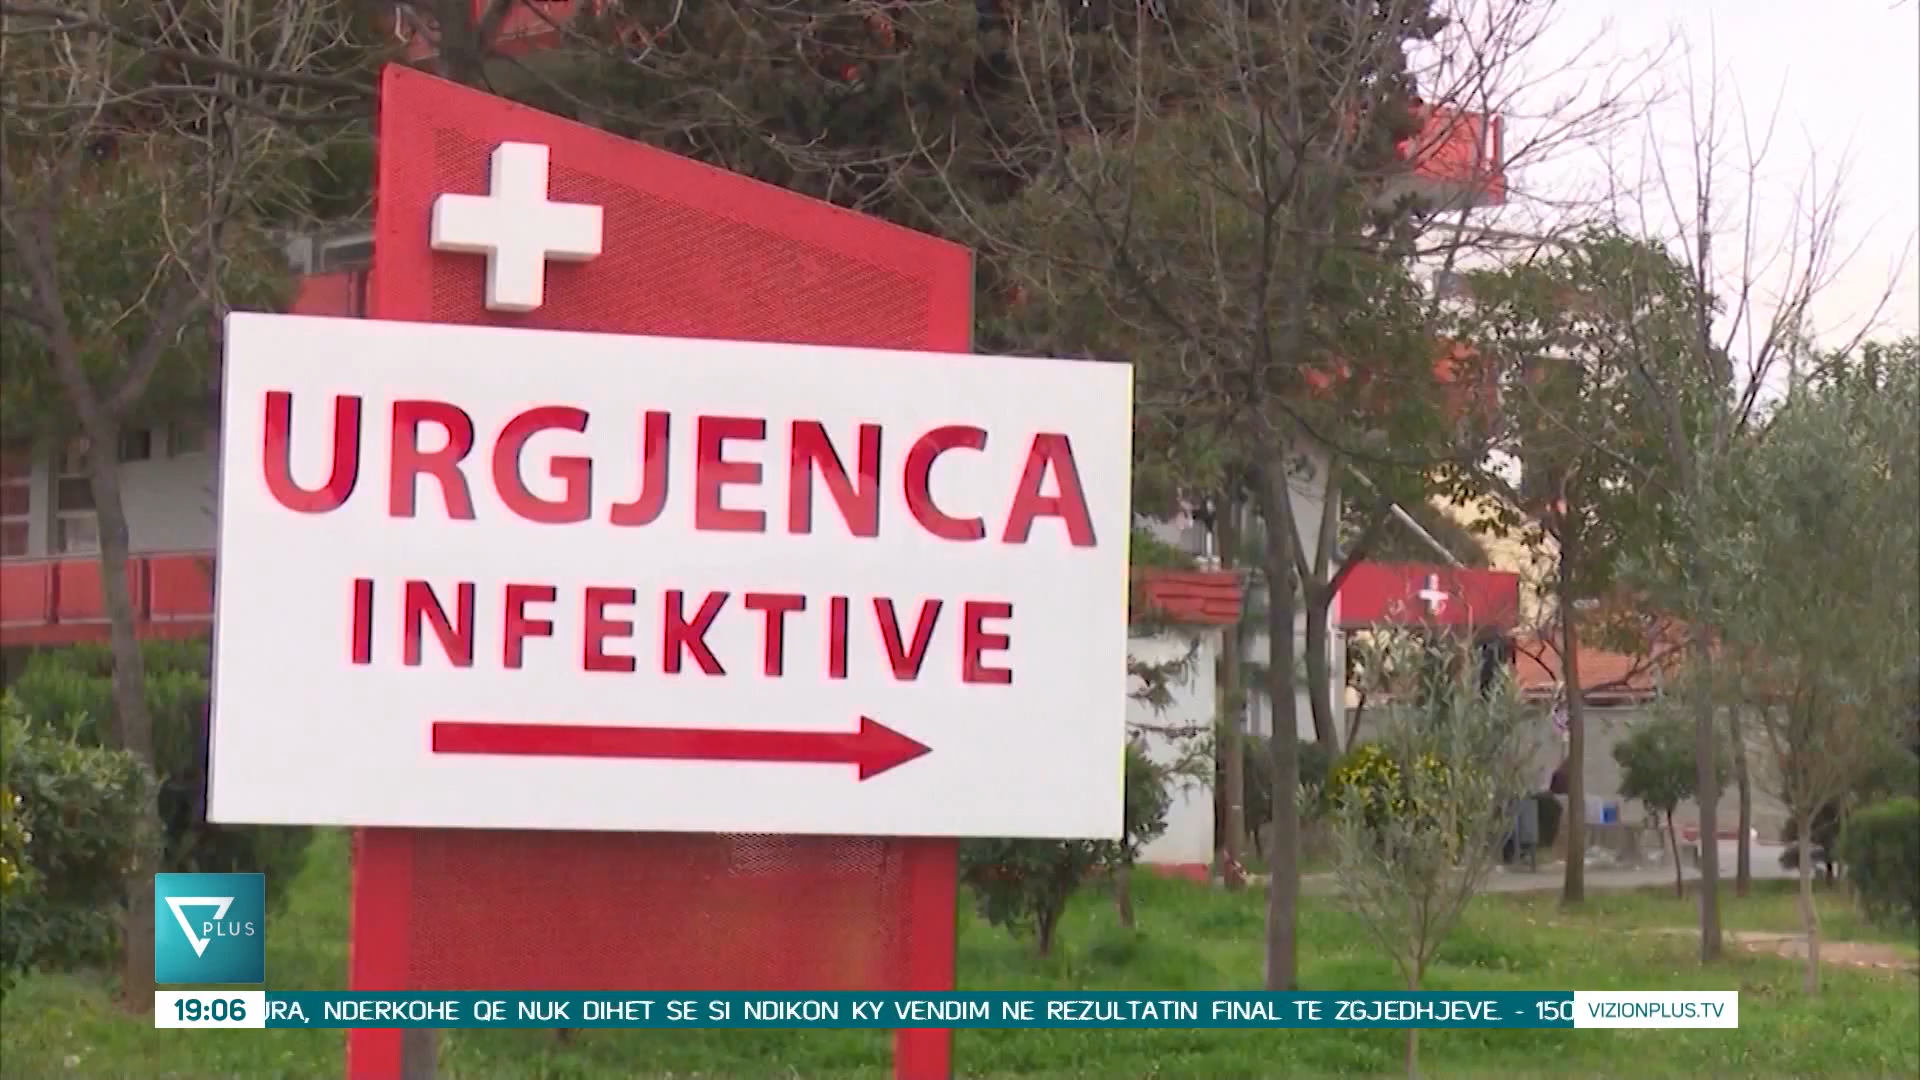 URGJENCA
INFEKTIVE
PLUS
19:06 URA, NDERKOHE QE NUK DIHET SE SI NDIKON KY VENDIM NE REZULTATIN FINAL TE ZGJEDHJEVE. - 150 VIZIONPLUS.TV